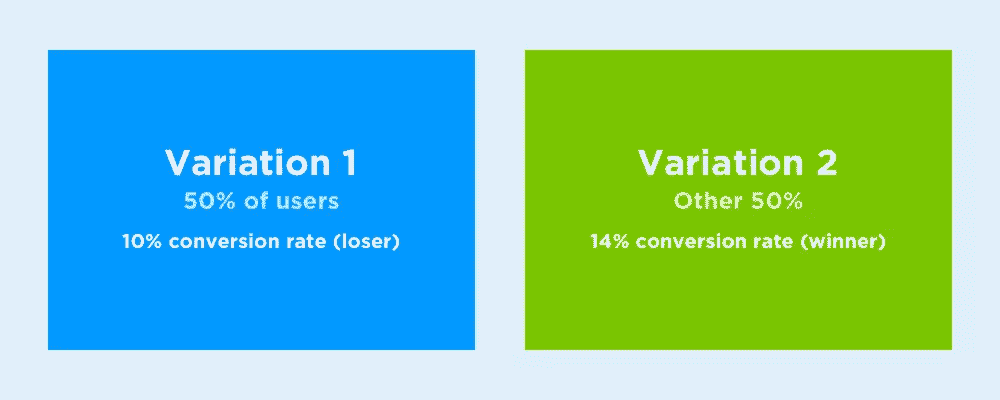 Variation 1
50% of users
10% conversion rate (loser)
Variation 2
Other 50%
14% conversion rate (winner)